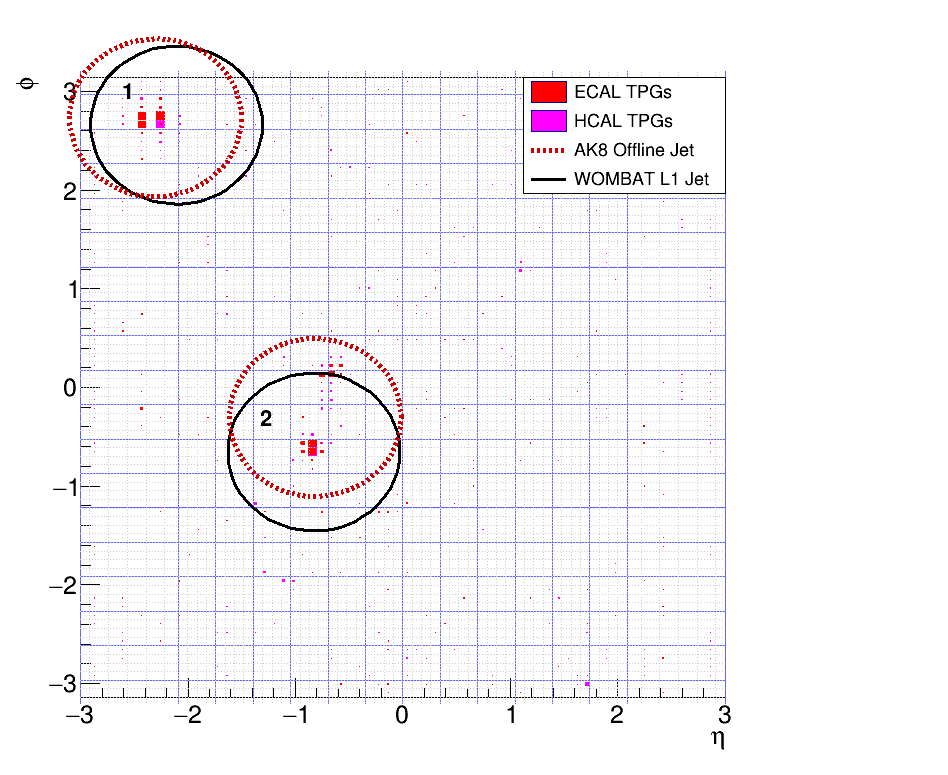 φ
3
2
1
0
−1
−2
−3
1
2
ECAL TPGs
HCAL TPGs
AK8 Offline Jet
WOMBAT L1 Jet
−3 −2 −1 0 1 2 3
η